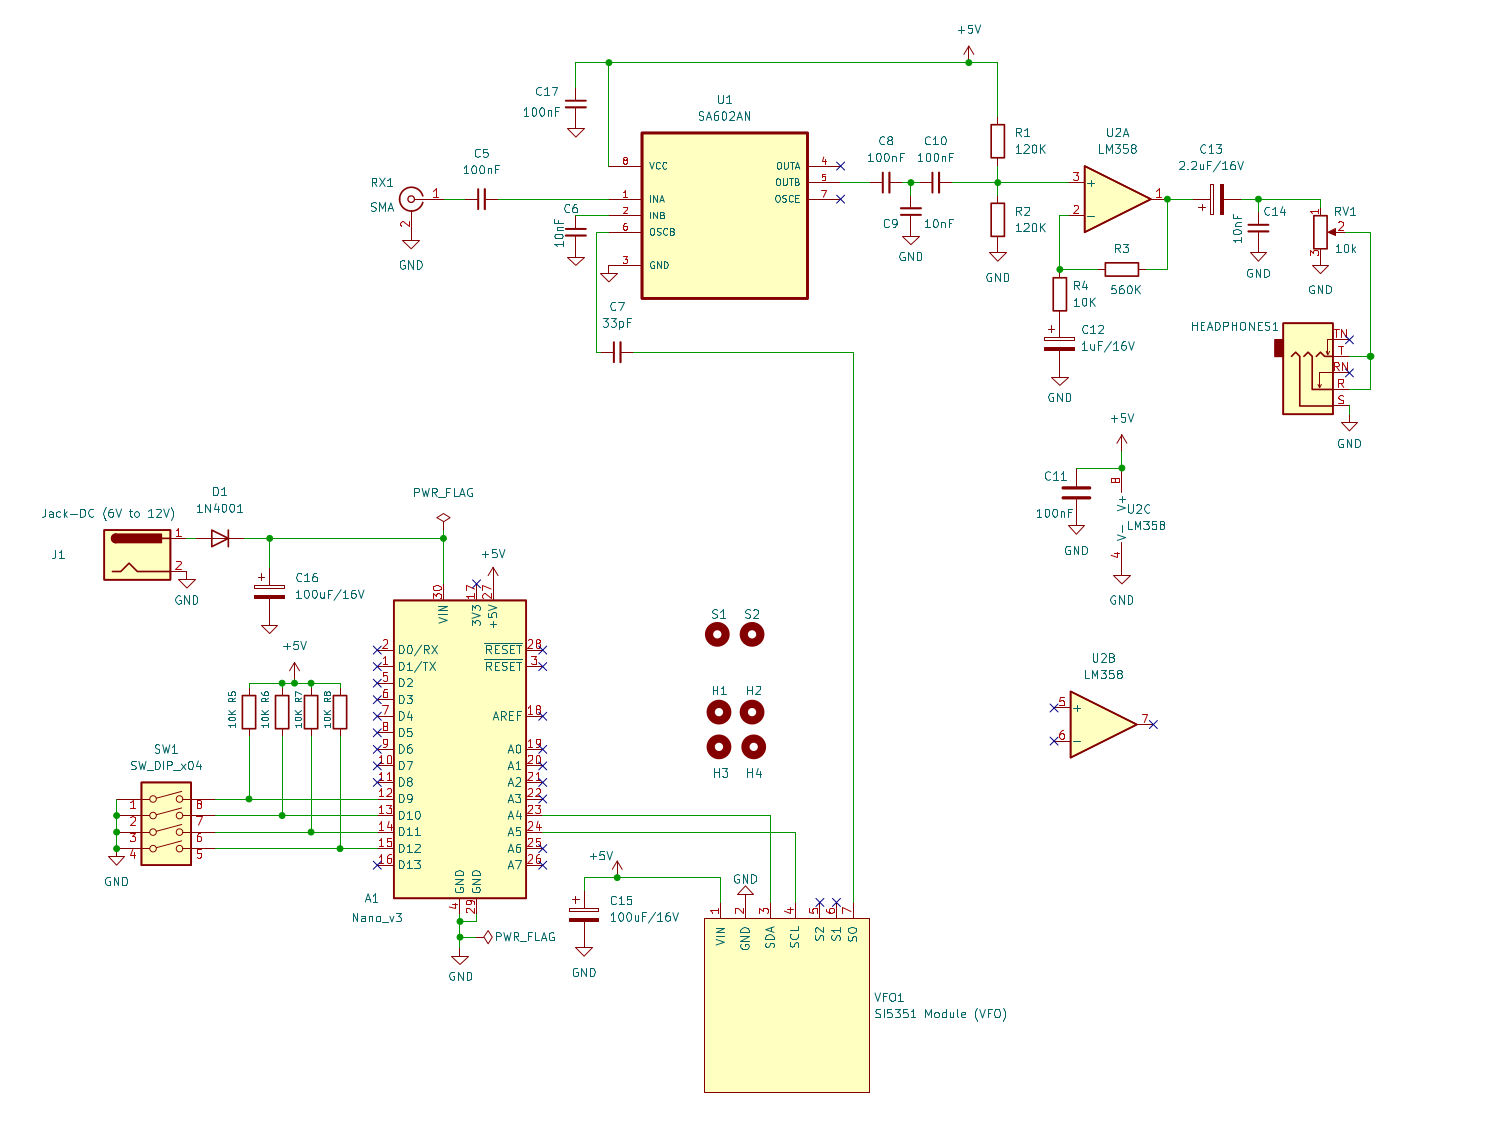 +5V
C17
100nF
U1
SA602AN
8
VCC
1
INA
2
INB
6
OSCB
3
GND
OUTA
4
OUTB
5
OSCE
7
C5
100nF
RX1
SMA
1
2
GND
C6
10nF
C7
33pF
C8
100nF
C10
100nF
C9
10nF
GND
R1
120K
R2
120K
GND
U2A
LM358
3
+
2
−
1
R3
560K
R4
10K
C12
1uF/16V
+
GND
C13
2.2uF/16V
+
C14
10nF
GND
RV1
1
2
3
10k
GND
HEADPHONES1
TN
T
RN
R
S
GND
+5V
C11
100nF
GND
8
V+
U2C
LM358
V−
4
GND
Jack-DC (6V to 12V)
J1
1
2
GND
D1
1N4001
PWR_FLAG
+
C16
100uF/16V
+5V
30
VIN
17
3V3
27
+5V
2
D0/RX
1
D1/TX
5
D2
6
D3
7
D4
8
D5
9
D6
10
D7
11
D8
12
D9
13
D10
14
D11
15
D12
16
D13
RESET
28
RESET
3
AREF
18
A0
19
A1
20
A2
21
A3
22
A4
23
A5
24
A6
25
A7
26
GND
GND
4
29
A1
Nano_v3
PWR_FLAG
GND
+5V
10K R5
10K R6
10K R7
10K R8
SW1
SW_DIP_x04
1
8
2
7
3
6
4
5
GND
S1
S2
H1
H2
H3
H4
U2B
LM358
5
+
6
−
7
+5V
+
C15
100uF/16V
GND
GND
1
2
3
4
5
6
7
VIN
GND
SDA
SCL
S2
S1
S0
VFO1
SI5351 Module (VFO)